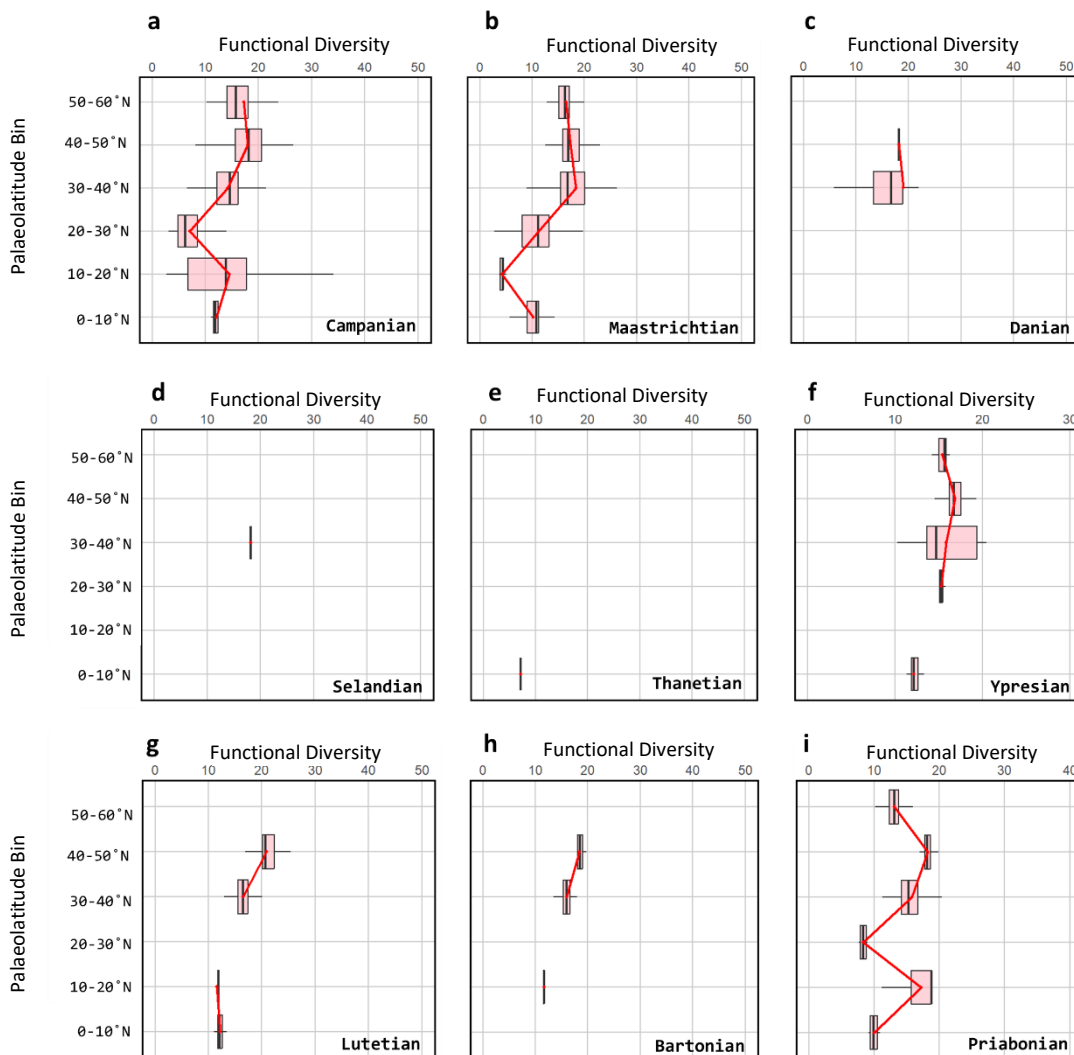 a b c
Functional Diversity Functional Diversity Functional Diversity
0 10 20 30 40 50 0 10 20 30 40 50 0 10 20 30 40 50
Palaeolatitude Bin
50-60˚N
40-50˚N
30-40˚N
20-30˚N
10-20˚N
0-10˚N
Campanian Maastrichtian Danian
d e f
Functional Diversity Functional Diversity Functional Diversity
0 10 20 30 40 50 0 10 20 30 40 50 0 10 20 30
Palaeolatitude Bin
50-60˚N
40-50˚N
30-40˚N
20-30˚N
10-20˚N
0-10˚N
Selandian Thanetian Ypresian
g h i
Functional Diversity Functional Diversity Functional Diversity
0 10 20 30 40 50 0 10 20 30 40 50 0 10 20 30 40
Palaeolatitude Bin
50-60˚N
40-50˚N
30-40˚N
20-30˚N
10-20˚N
0-10˚N
Lutetian Bartonian Priabonian